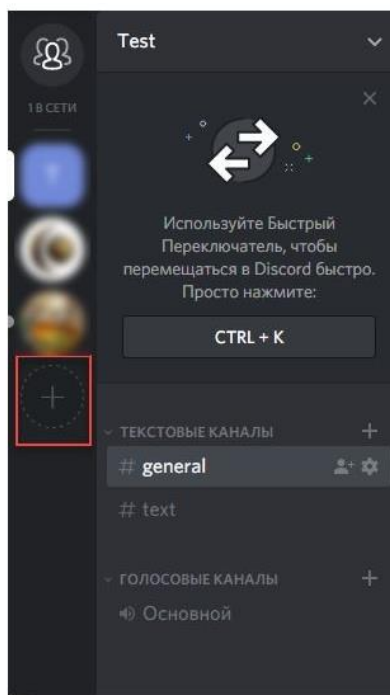 Test
1 В СЕТИ
Используйте Быстрый
Переключатель, чтобы
перемещаться в Discord быстро.
Просто нажмите:
CTRL + K
ТЕКСТОВЫЕ КАНАЛЫ
# general
# text
ГОЛОСОВЫЕ КАНАЛЫ
Основной